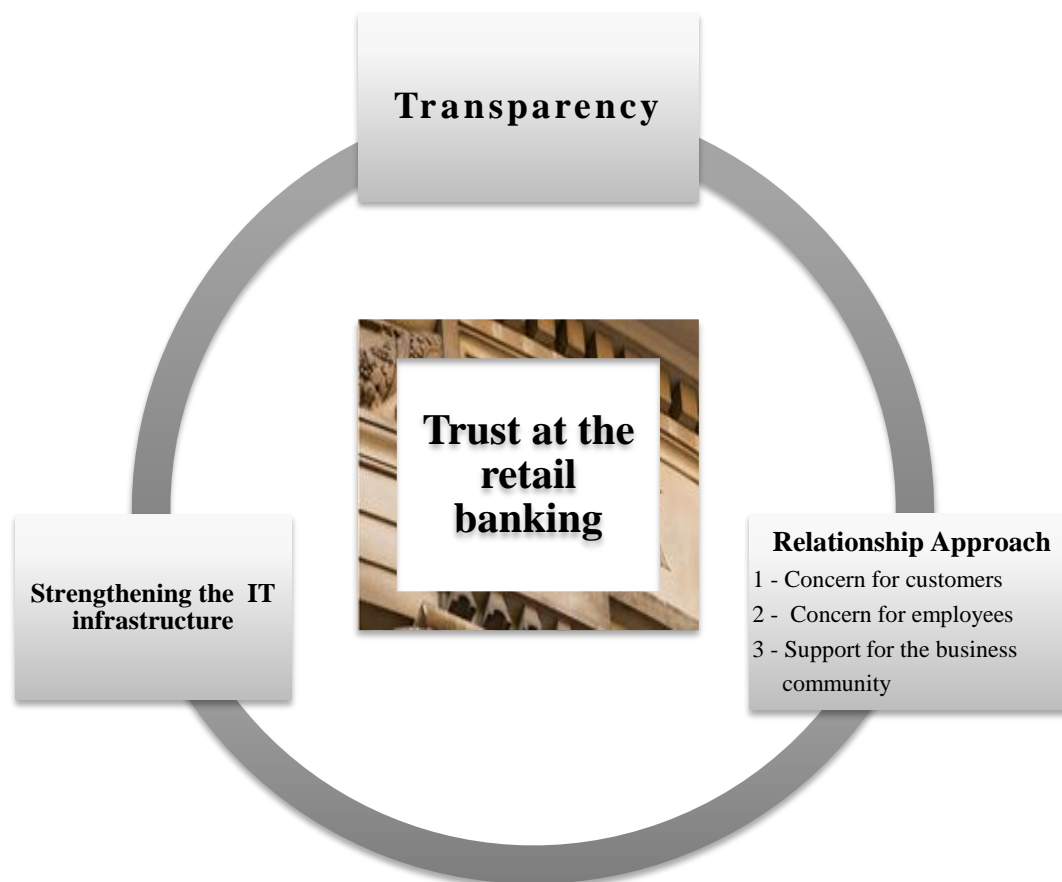 Transparency
Trust at the
retail
banking
Strengthening the IT
infrastructure
Relationship Approach
1 - Concern for customers
2 - Concern for employees
3 - Support for the business
community